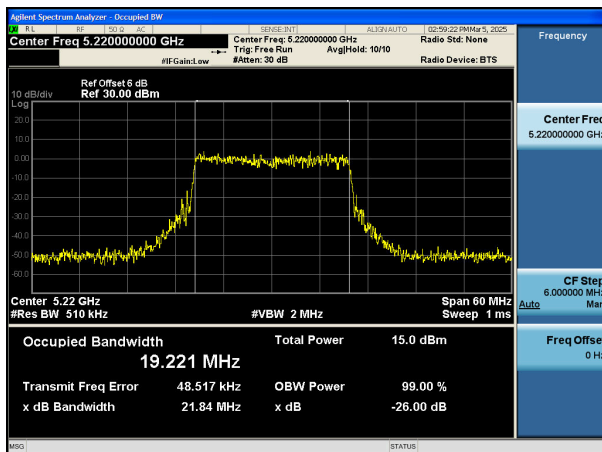 Agilent Spectrum Analyzer - Occupied BW
LXI RL RF 50 Ω AC SENSE:INT ALIGN AUTO 02:59:22 PM Mar 5, 2025
Center Freq 5.220000000 GHz
Center Freq: 5.220000000 GHz
Radio Std: None
Trig: Free Run Avg|Hold: 10/10
#IFGain:Low
#Atten: 30 dB
Radio Device: BTS
Ref Offset 6 dB
10 dB/div Ref 30.00 dBm
Log
20.0
10.0
0.00
-10.0
-20.0
-30.0
-40.0
-50.0
-60.0
Center 5.22 GHz Span 60 MHz
#Res BW 510 kHz #VBW 2 MHz Sweep 1 ms
Occupied Bandwidth Total Power 15.0 dBm
19.221 MHz
Transmit Freq Error 48.517 kHz OBW Power 99.00 %
x dB Bandwidth 21.84 MHz x dB -26.00 dB
MSG STATUS
Frequency
Center Freq
5.220000000 GHz
CF Step
6.000000 MHz
Auto Man
Freq Offset
0 Hz